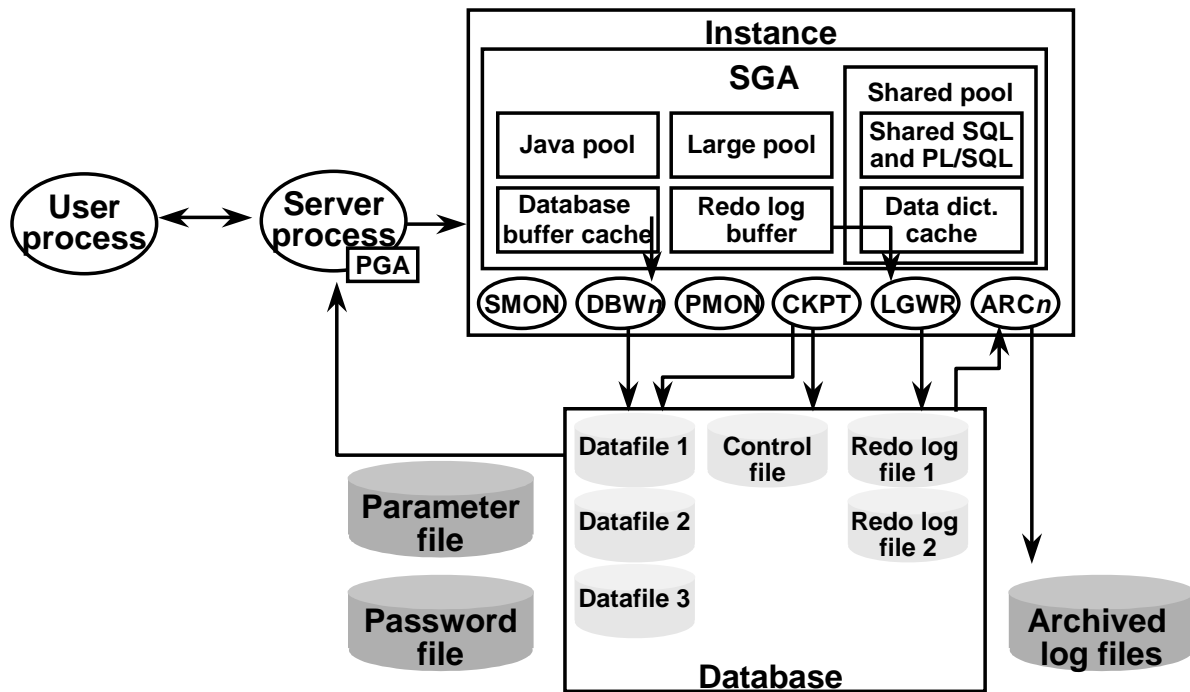 Instance
SGA
Shared pool
Java pool
Large pool
Shared SQL
and PL/SQL
User
process
Server
process
PGA
Database
buffer cache
Redo log
buffer
Data dict.
cache
SMON
DBWn
PMON
CKPT
LGWR
ARCn
Datafile 1
Control
file
Redo log
file 1
Parameter
file
Datafile 2
Redo log
file 2
Datafile 3
Password
file
Archived
log files
Database